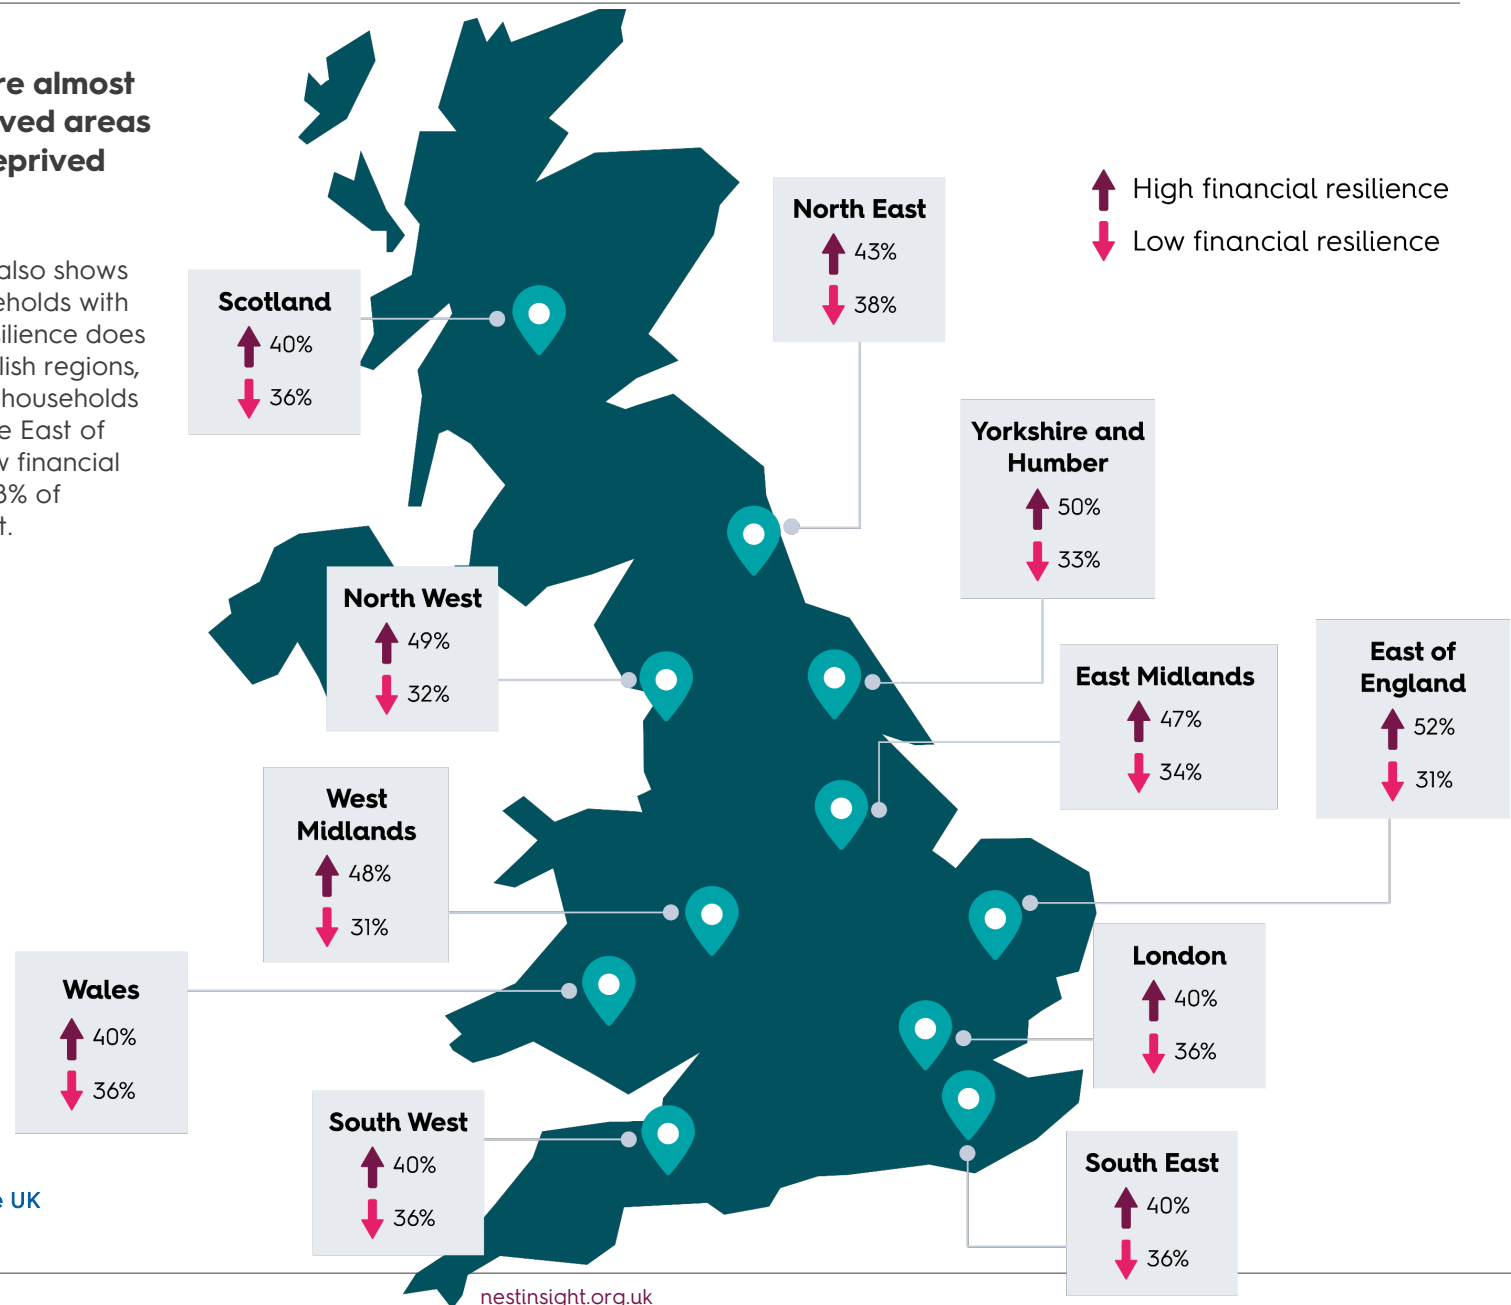 re almost
ved areas
eprived
also shows
eholds with
silience does
lish regions,
households
e East of
w financial
3% of
t.
e UK
High financial resilience
Low financial resilience
North East
43%
38%
Scotland
40%
36%
Yorkshire and
Humber
50%
33%
North West
49%
32%
East Midlands
47%
34%
East of
England
52%
31%
West
Midlands
48%
31%
London
40%
36%
Wales
40%
36%
South West
40%
36%
South East
40%
36%
nestinsight.org.uk